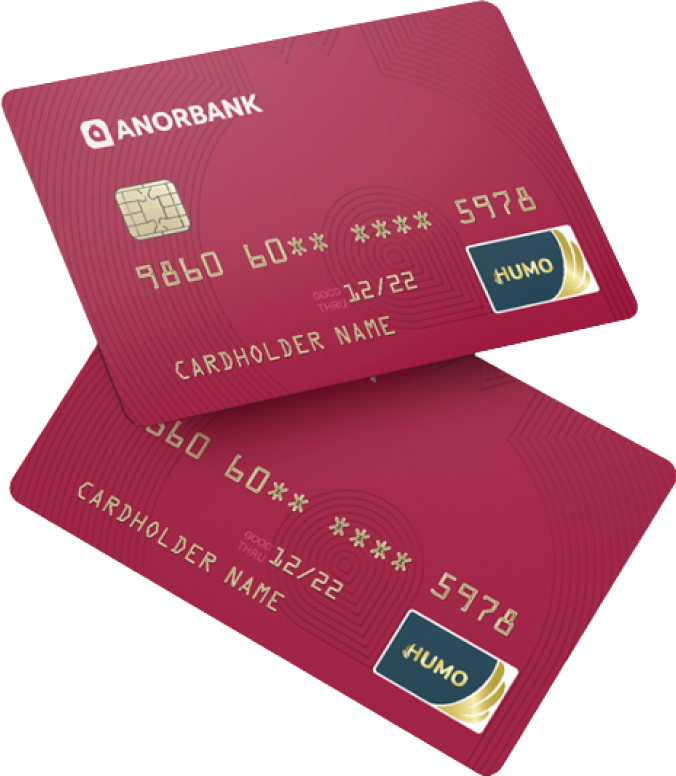 ANORBANK
9860 60** **** 5978
HUMO
GOOD
THRU 12/22
CARDHOLDER NAME
60 60** **** 5978
CARDHOLDER NAME
GOOD
THRU 12/22
HUMO